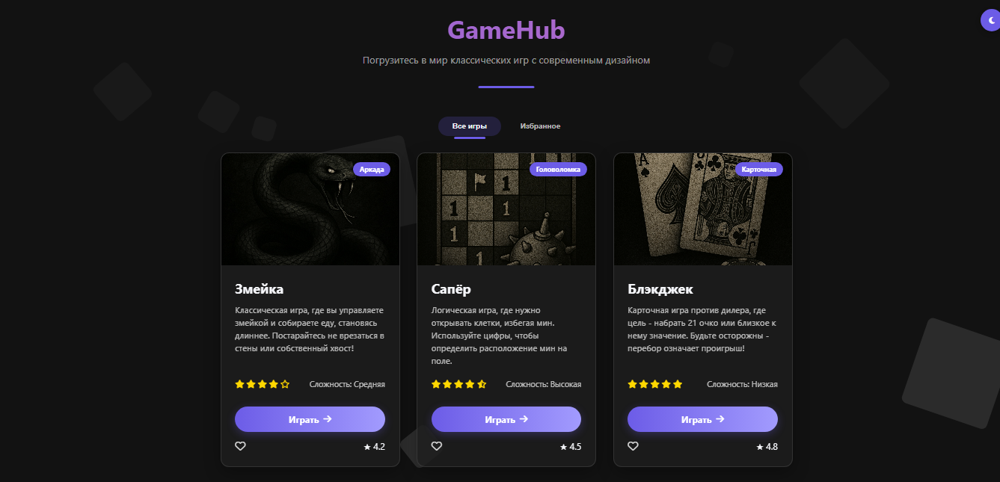 GameHub
Погрузитесь в мир классических игр с современным дизайном
Все игры
Избранное
Аркада
Змейка
Классическая игра, где вы управляете
змейкой и собираете еду, становясь
длиннее. Постарайтесь не врезаться в
стены или собственный хвост!
Сложность: Средняя
Играть →
★ 4.2
Головоломка
1
1
1
1
1
Сапёр
Логическая игра, где нужно
открывать клетки, избегая мин.
Используйте цифры, чтобы
определить расположение мин на
поле.
Сложность: Высокая
Играть →
★ 4.5
Карточная
A
Блэкджек
Карточная игра против дилера, где
цель - набрать 21 очко или близкое к
нему значение. Будьте осторожны -
перебор означает проигрыш!
Сложность: Низкая
Играть →
★ 4.8